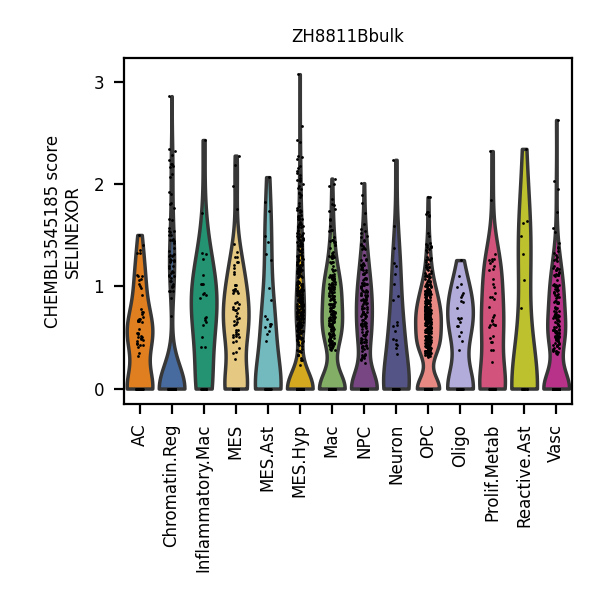 ZH8811Bbulk
CHEMBL3545185 score
SELINEXOR
3
2
1
0
AC
Chromatin.Reg
Inflammatory.Mac
MES
MES.Ast
MES.Hyp
Mac
NPC
Neuron
OPC
Oligo
Prolif.Metab
Reactive.Ast
Vasc